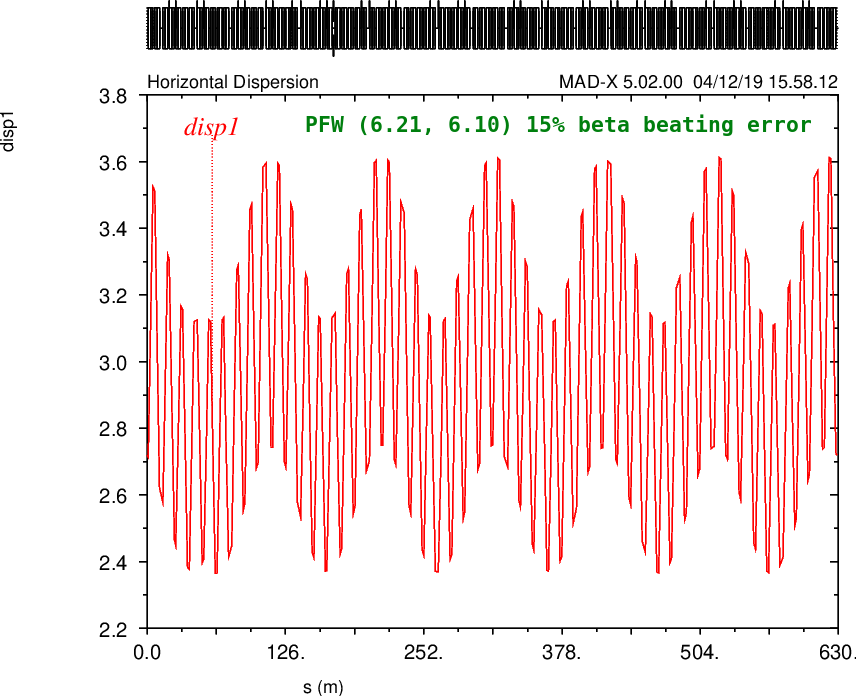 Horizontal Dispersion MAD-X 5.02.00 04/12/19 15.58.12
disp1
3.8
disp1
PFW (6.21, 6.10) 15% beta beating error
3.6
3.4
3.2
3.0
2.8
2.6
2.4
2.2
0.0 126. 252. 378. 504. 630.
s (m)